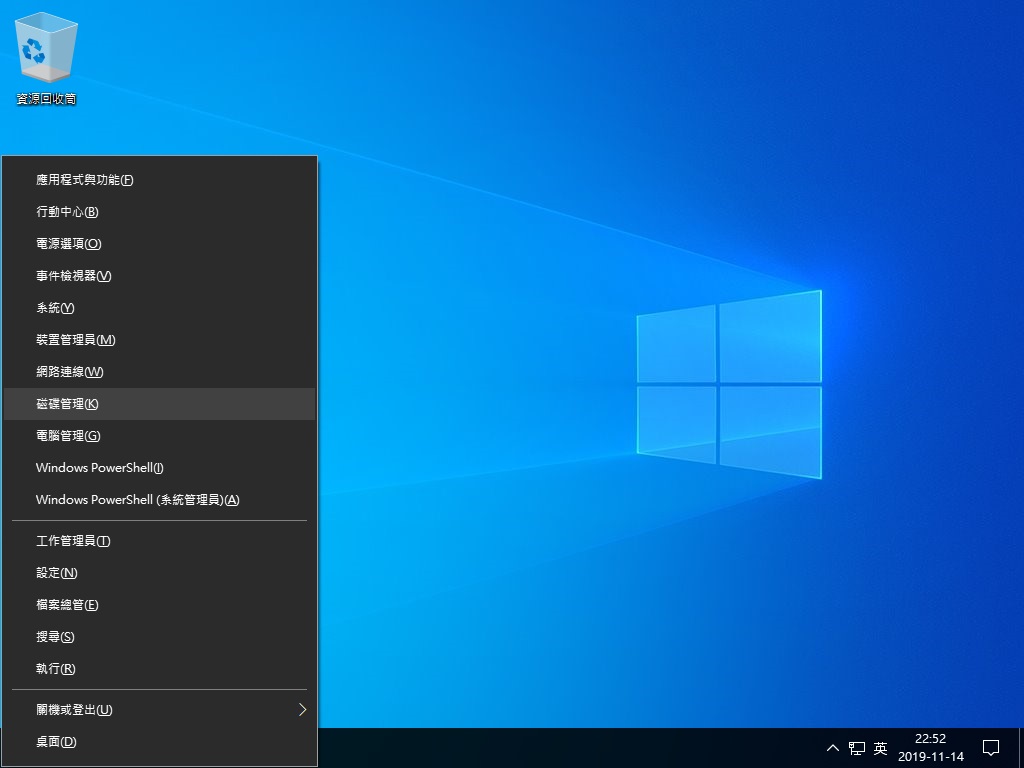 資源回收筒
應用程式與功能(F)
行動中心(B)
電源選項(O)
事件檢視器(V)
系統(Y)
裝置管理員(M)
網路連線(W)
磁碟管理(K)
電腦管理(G)
Windows PowerShell(I)
Windows PowerShell (系統管理員)(A)
工作管理員(T)
設定(N)
檔案總管(E)
搜尋(S)
執行(R)
關機或登出(U)
桌面(D)
英
22:52
2019-11-14